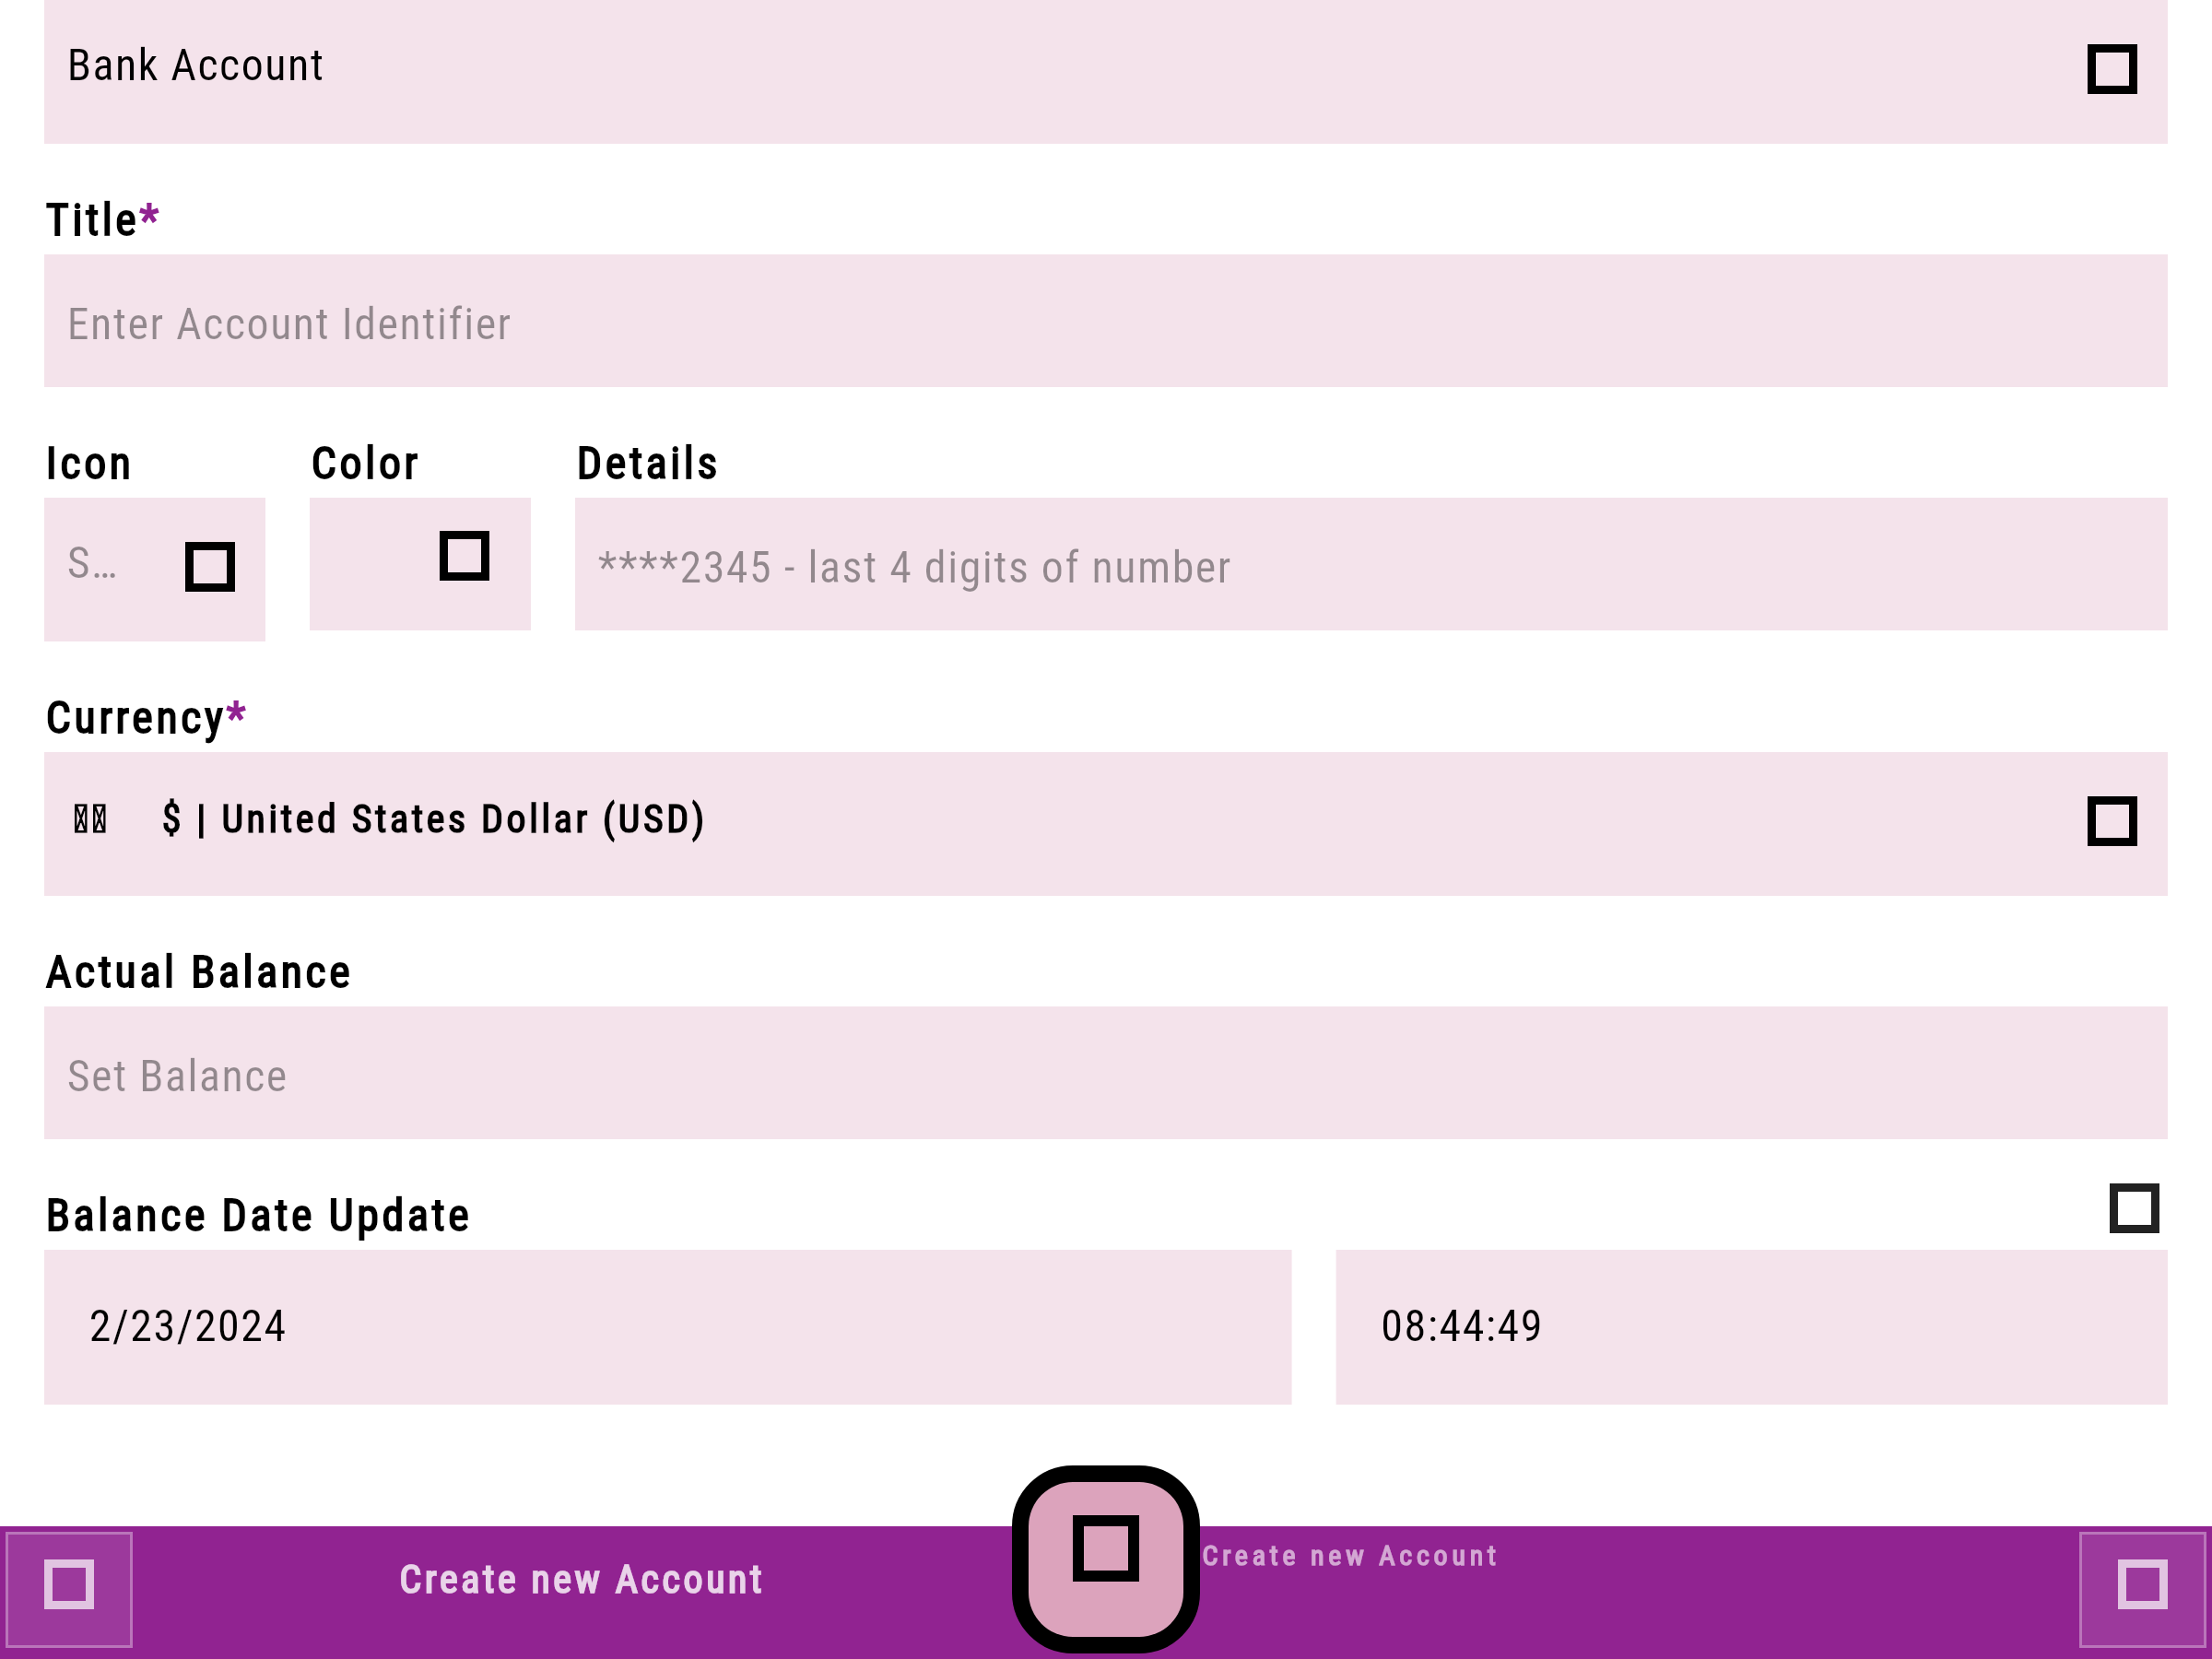 Bank Account
Title*
Enter Account Identifier
Icon Color Details
S… ****2345 - last 4 digits of number
Currency*
$ | United States Dollar (USD)
Actual Balance
Set Balance
Balance Date Update
2/23/2024 08:44:49
Create new Account
Create new Account